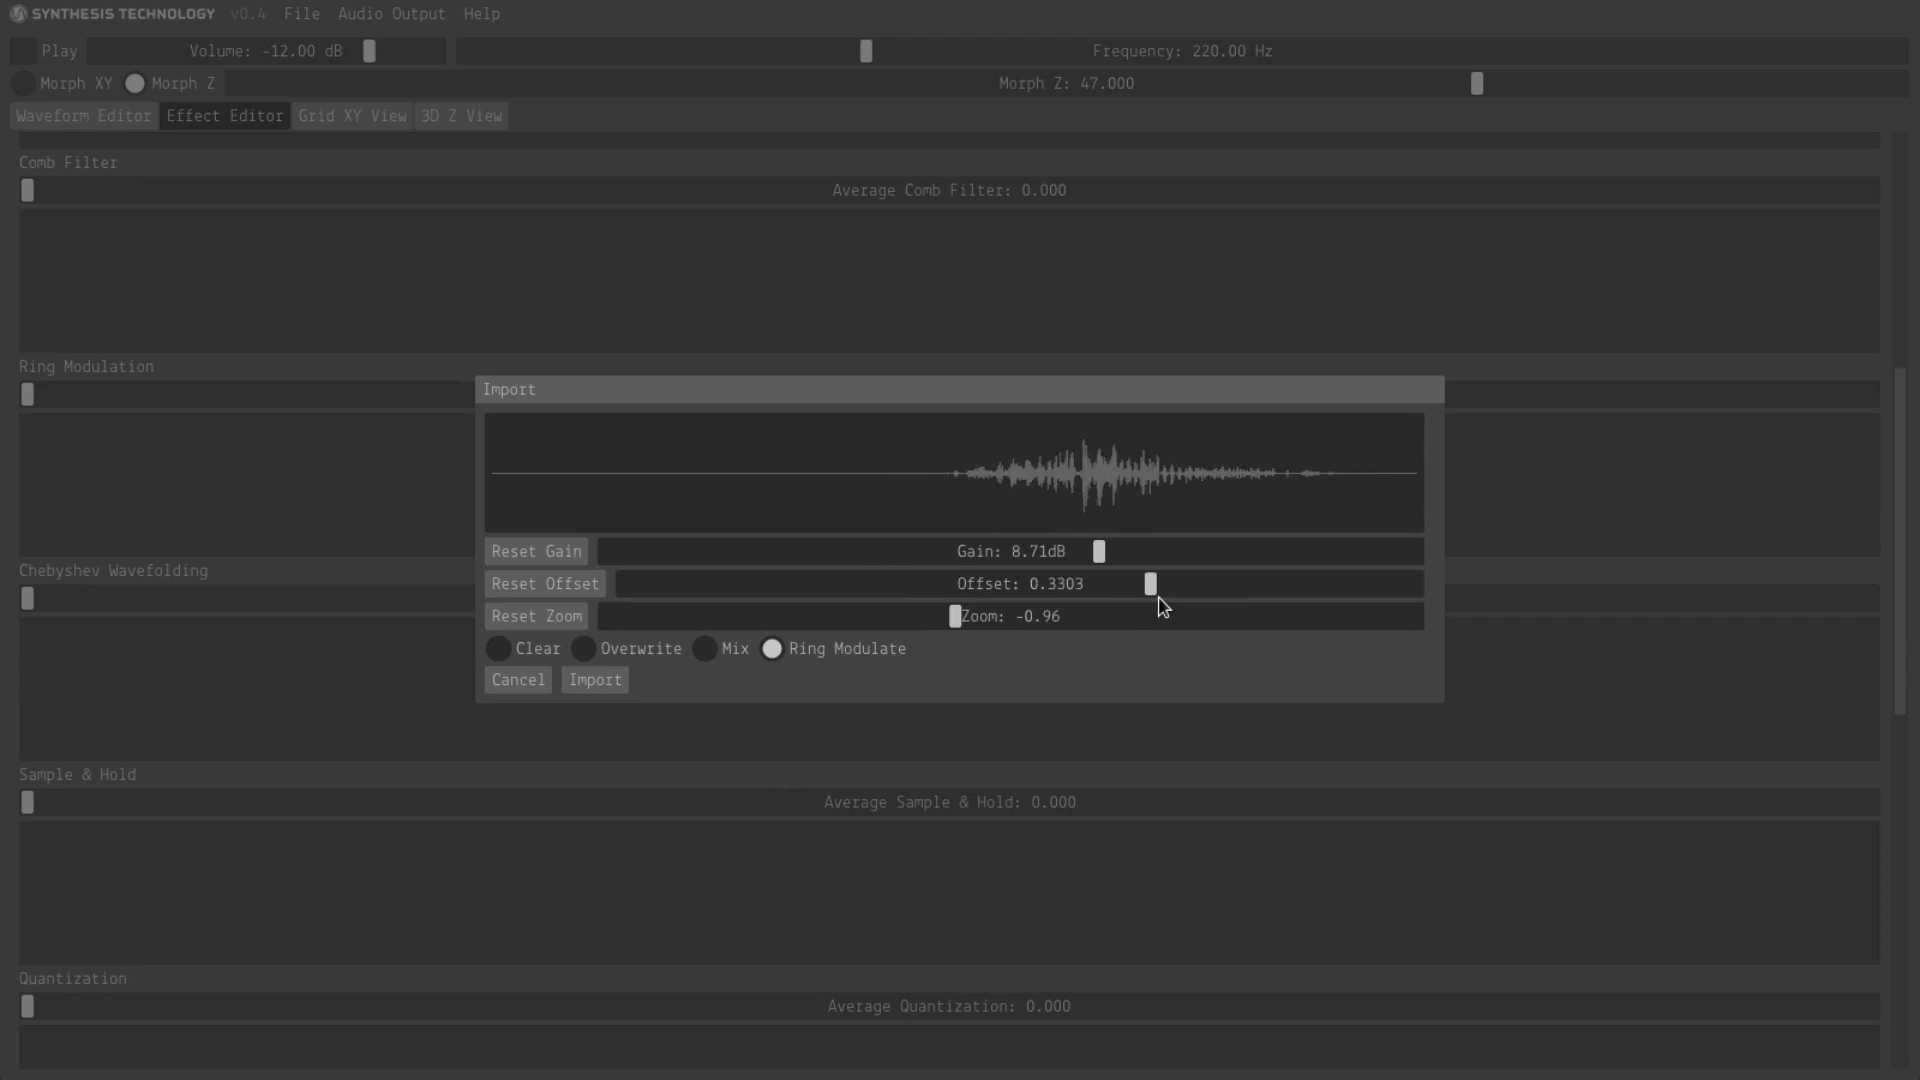 SYNTHESIS TECHNOLOGY v0.4 File Audio Output Help
Play Volume: -12.00 dB Frequency: 220.00 Hz
Morph XY Morph Z Morph Z: 47.000
Waveform Editor Effect Editor Grid XY View 3D Z View
Comb Filter
Average Comb Filter: 0.000
Ring Modulation
Import
Reset Gain Gain: 8.71dB
Reset Offset Offset: 0.3303
Reset Zoom Zoom: -0.96
Clear Overwrite Mix Ring Modulate
Cancel Import
Chebyshev Wavefolding
Sample & Hold
Average Sample & Hold: 0.000
Quantization
Average Quantization: 0.000